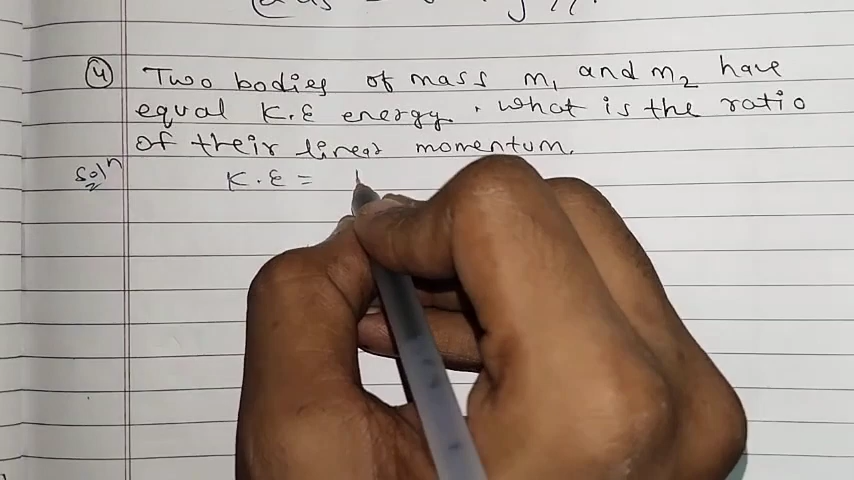 ④ Two bodies of mass m₁ and m₂ have
equal K.E energy. what is the ratio
of their linear momentum.
Solⁿ K.E =